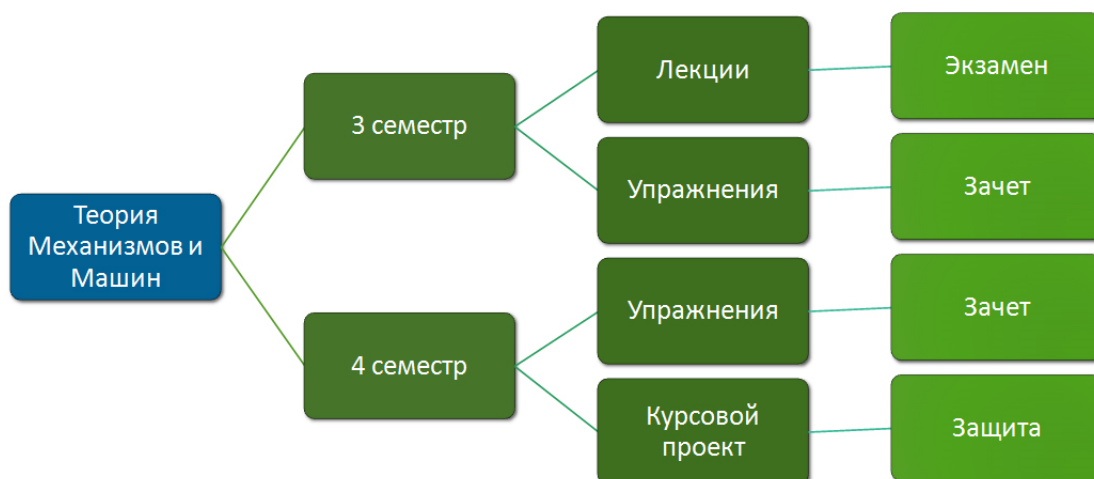 Теория
Механизмов и
Машин
3 семестр
Лекции
Экзамен
Упражнения
Зачет
4 семестр
Упражнения
Зачет
Курсовой
проект
Защита